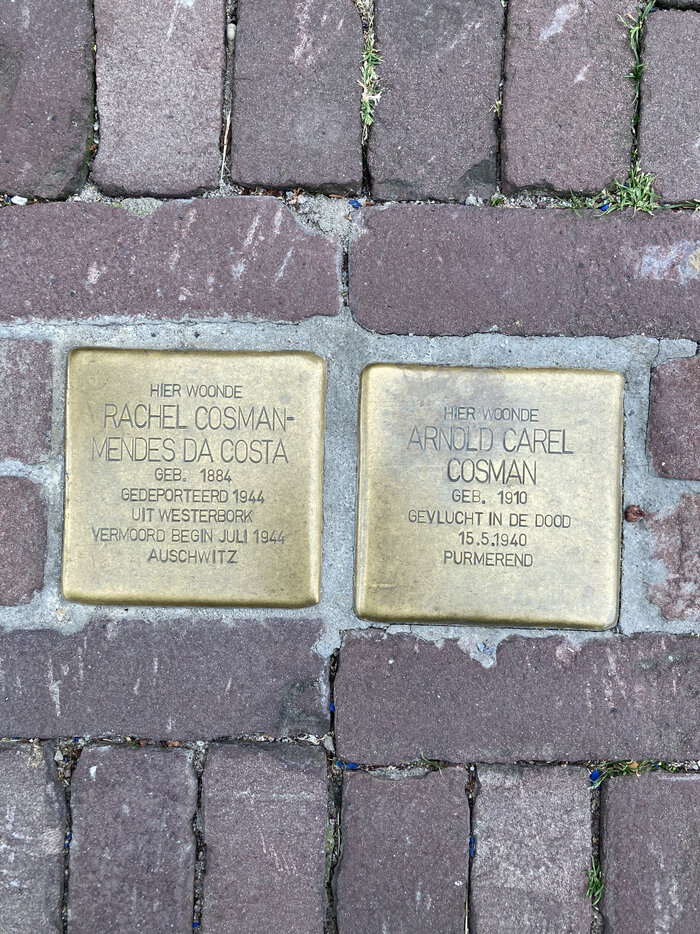 HIER WOONDE
RACHEL COSMAN-
MENDES DA COSTA
GEB. 1884
GEDEPORTEERD 1944
UIT WESTERBORK
VERMOORD BEGIN JULI 1944
AUSCHWITZ
HIER WOONDE
ARNOLD CAREL
COSMAN
GEB. 1910
GEVLUCHT IN DE DOOD
15.5.1940
PURMEREND